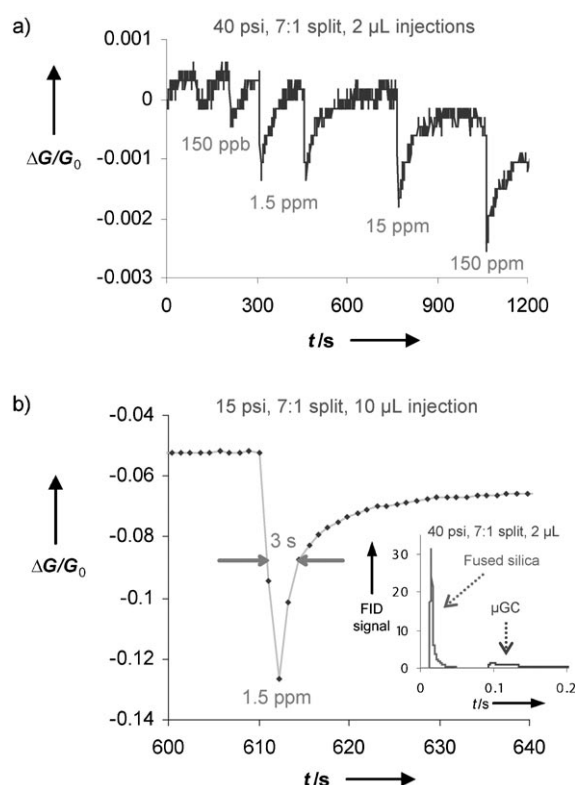 a)
40 psi, 7:1 split, 2 µL injections
0.001
0
-0.001
-0.002
-0.003
ΔG/G₀
150 ppb
1.5 ppm
15 ppm
150 ppm
0 300 600 900 1200
t/s
b)
15 psi, 7:1 split, 10 µL injection
-0.04
-0.06
-0.08
-0.1
-0.12
-0.14
ΔG/G₀
3 s
1.5 ppm
40 psi, 7:1 split, 2 µL
30
20
10
0
FID
signal
Fused silica
µGC
0 0.1 0.2
t/s
600 610 620 630 640
t/s